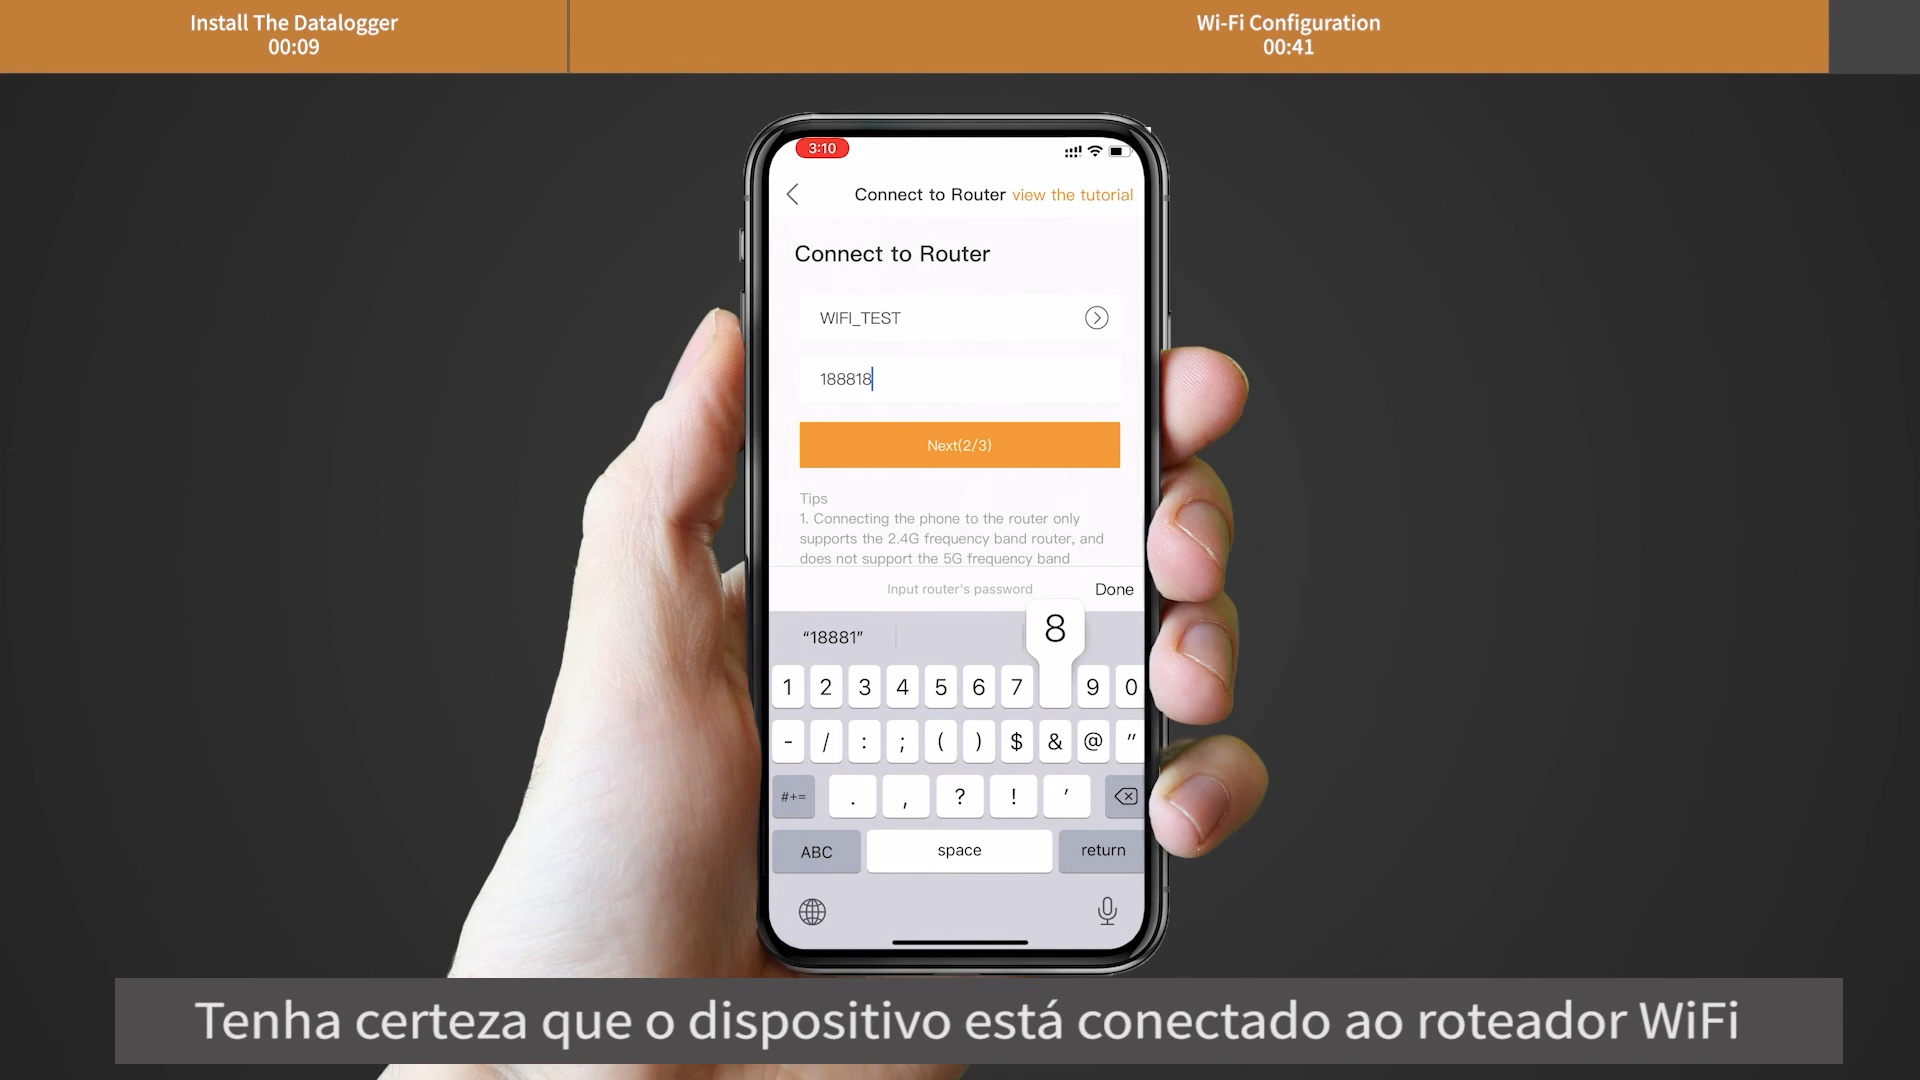 Install The Datalogger
00:09
Wi-Fi Configuration
00:41
3:10
Connect to Router view the tutorial
Connect to Router
WIFI_TEST
188818
Next(2/3)
Tips
1. Connecting the phone to the router only
supports the 2.4G frequency band router, and
does not support the 5G frequency band
Input router's password Done
“18881”
8
1 2 3 4 5 6 7 9 0
- / : ; ( ) $ & @ "
#+= . , ? ! '
ABC space return
Tenha certeza que o dispositivo está conectado ao roteador WiFi